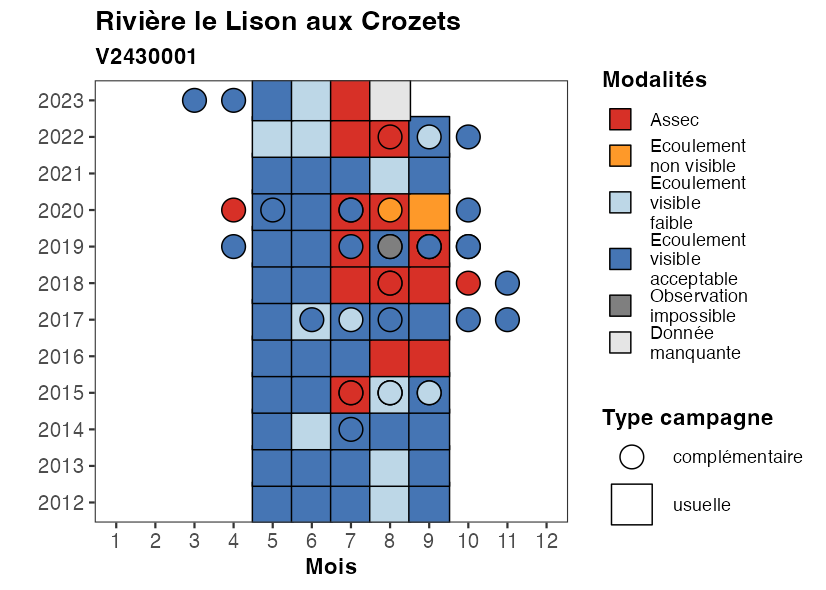 Rivière le Lison aux Crozets
V2430001
2023
2022
2021
2020
2019
2018
2017
2016
2015
2014
2013
2012
1 2 3 4 5 6 7 8 9 10 11 12
Mois
Modalités
Assec
Ecoulement
non visible
Ecoulement
visible
faible
Ecoulement
visible
acceptable
Observation
impossible
Donnée
manquante
Type campagne
complémentaire
usuelle